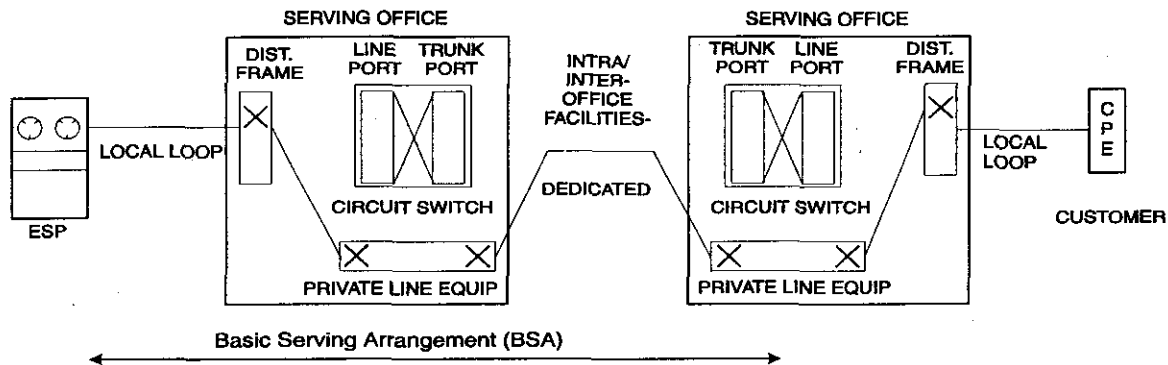 SERVING OFFICE
SERVING OFFICE
DIST.
FRAME
LINE
PORT
TRUNK
PORT
INTRA/
INTER-
OFFICE
FACILITIES-
TRUNK
PORT
LINE
PORT
DIST.
FRAME
CPE
LOCAL LOOP
LOCAL
LOOP
DEDICATED
CIRCUIT SWITCH
CIRCUIT SWITCH
ESP
CUSTOMER
PRIVATE LINE EQUIP
PRIVATE LINE EQUIP
Basic Serving Arrangement (BSA)